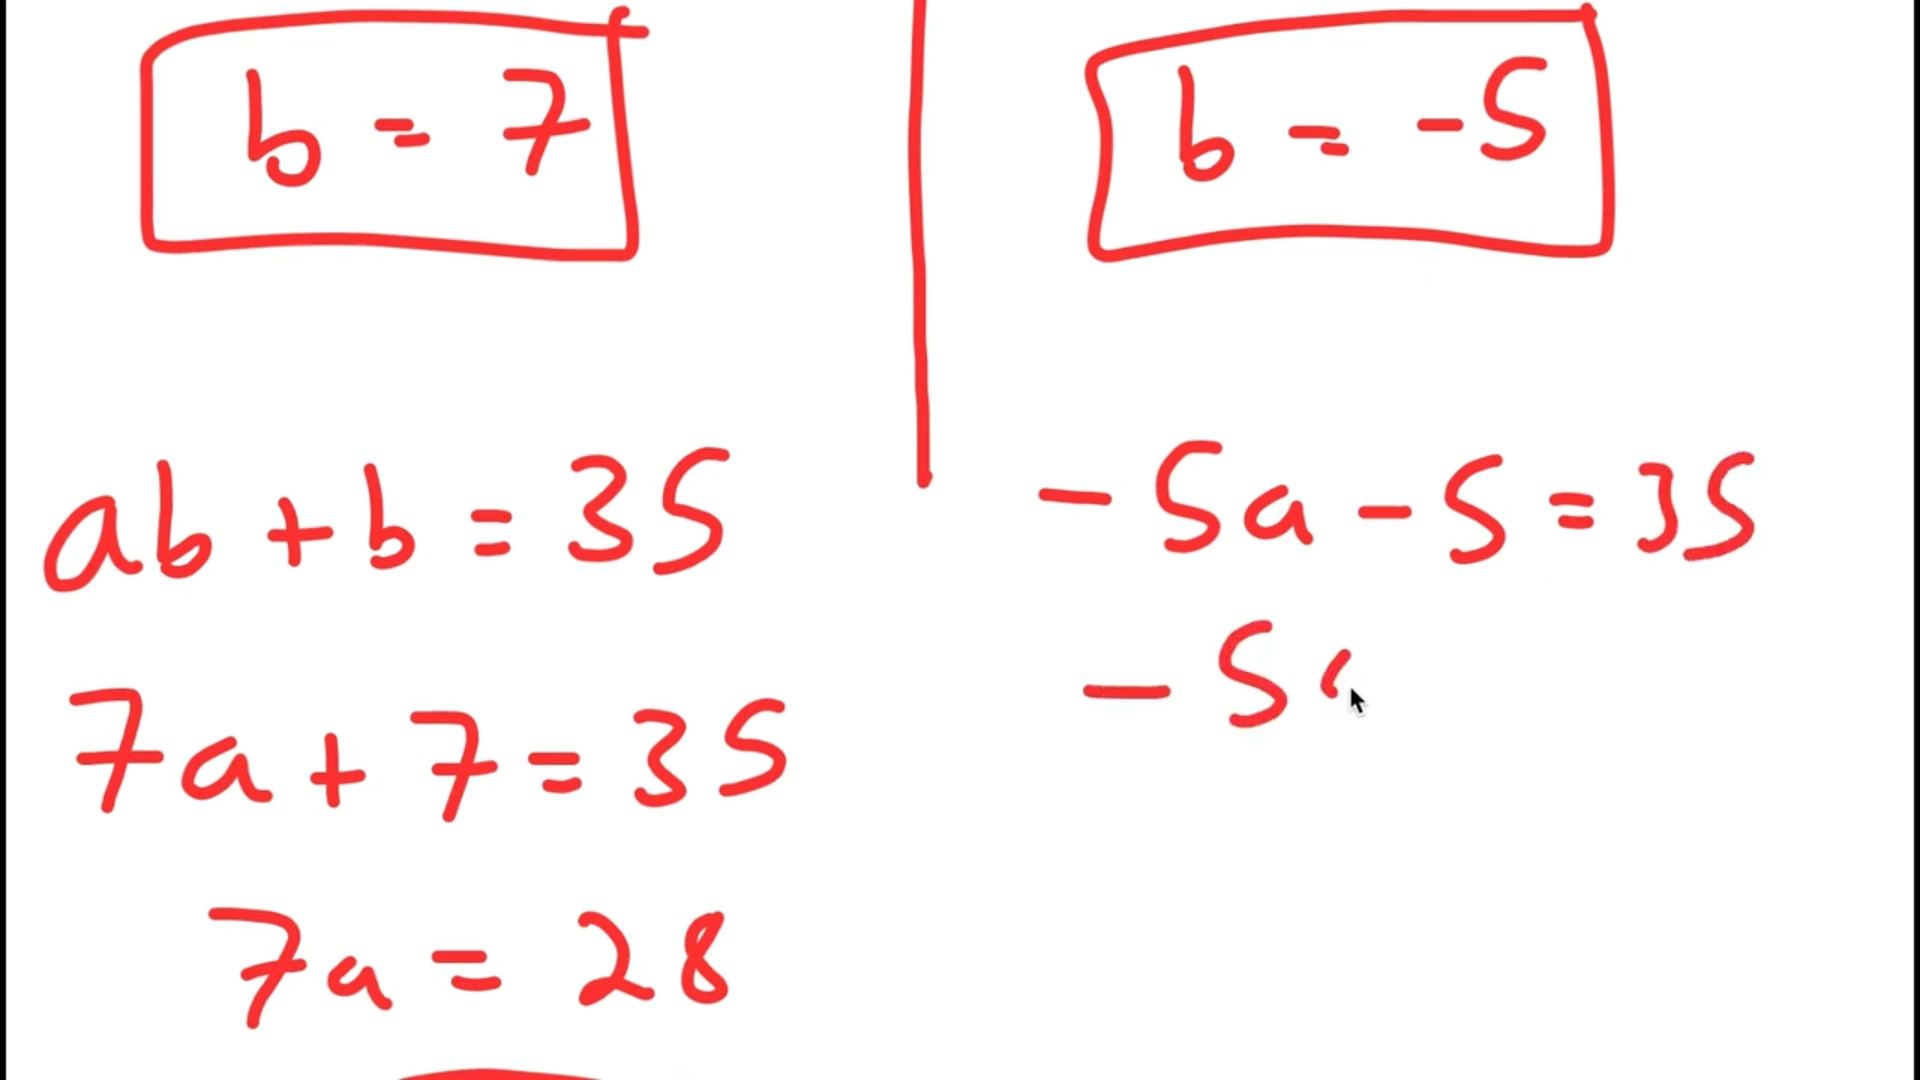 b = 7
ab + b = 35
7a + 7 = 35
7a = 28
b = -5
-5a - 5 = 35
-5